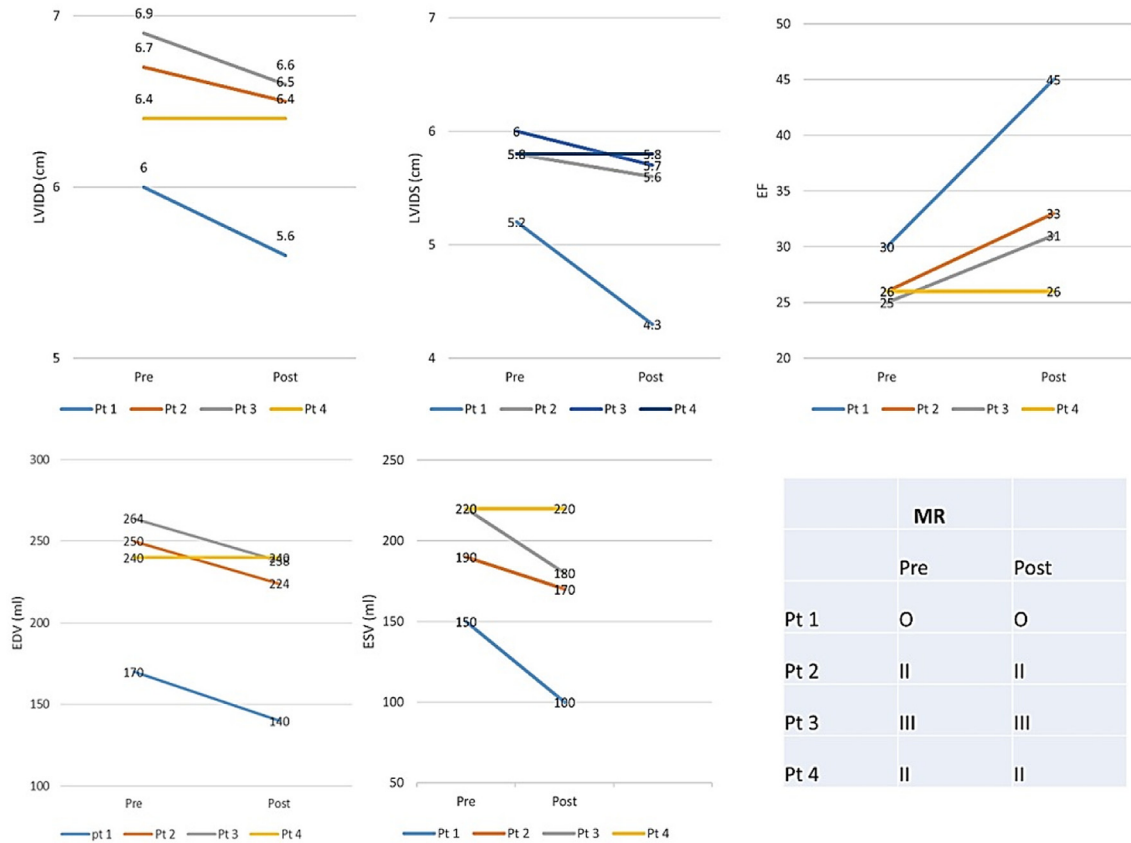 7
6
5
LVIDD (cm)
6.9
6.7
6.4
6
6.6
6.5
6.4
5.6
Pre Post
Pt 1 Pt 2 Pt 3 Pt 4
7
6
5
4
LVIDS (cm)
6
5.8
5.2
5.8
5.7
5.6
4.3
Pre Post
Pt 1 Pt 2 Pt 3 Pt 4
50
45
40
35
30
25
20
EF
30
26
25
45
33
31
26
Pre Post
Pt 1 Pt 2 Pt 3 Pt 4
300
250
200
150
100
EDV (ml)
264
250
240
170
240
238
224
140
Pre Post
pt 1 Pt 2 Pt 3 Pt 4
250
200
150
100
50
ESV (ml)
220
190
150
220
180
170
100
Pre Post
Pt 1 Pt 2 Pt 3 Pt 4
MR
Pre Post
Pt 1 O O
Pt 2 II II
Pt 3 III III
Pt 4 II II